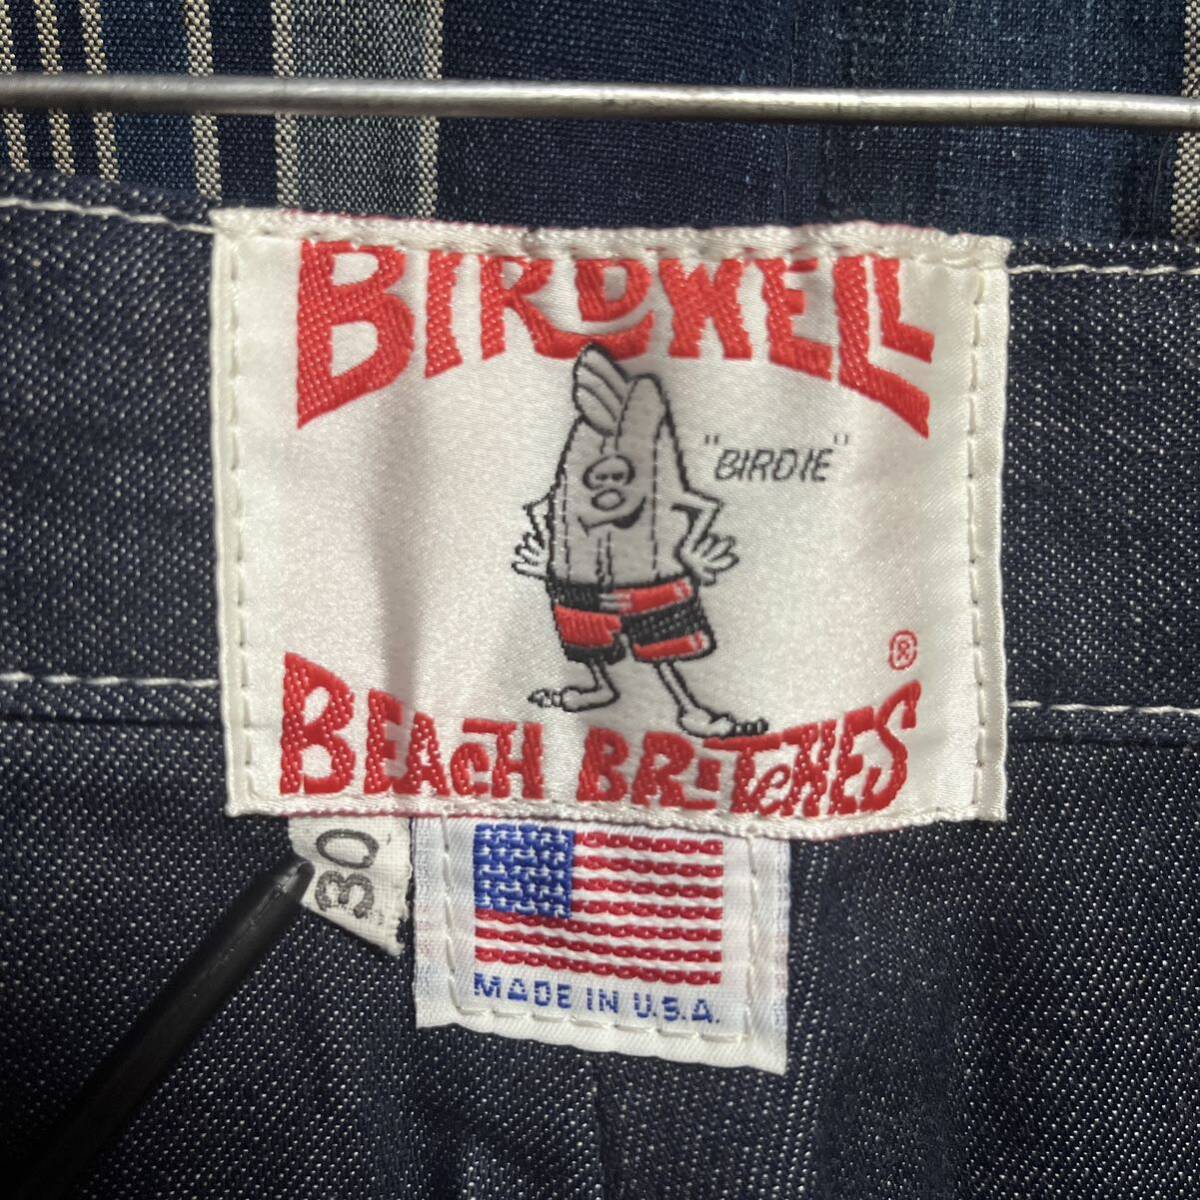 BIRDWELL
"BIRDIE"
®
BEACH BRITCHES
30
MADE IN U.S.A.